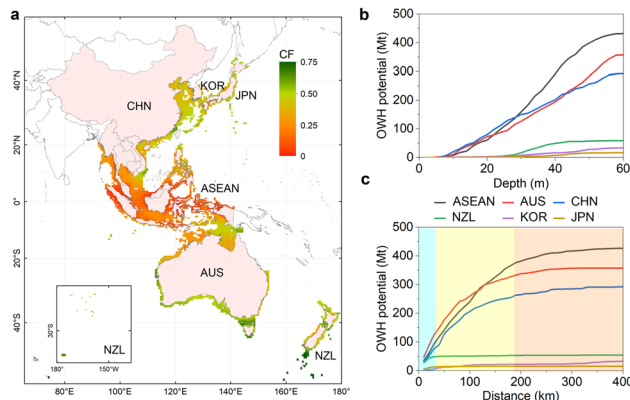 a
CF
0.75
0.5
0.25
0
40°N
20°N
0°
20°S
40°S
CHN
KOR
JPN
ASEAN
AUS
NZL
30°S
NZL
180°
150°W
80°E
100°E
120°E
140°E
160°E
180°
b
OWH potential (Mt)
500
400
300
200
100
0
0
20
40
60
Depth (m)
ASEAN
AUS
CHN
NZL
KOR
JPN
c
OWH potential (Mt)
500
400
300
200
100
0
0
100
200
300
400
Distance (km)